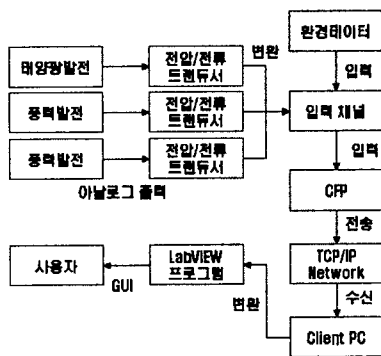 환경데이터
변환
태양광발전
전압/전류
트랜듀서
입력
풍력발전
전압/전류
트랜듀서
입력 채널
풍력발전
전압/전류
트랜듀서
입력
아날로그 출력
CFP
전송
사용자
LabVIEW
프로그램
TCP/IP
Network
GUI
변환
수신
Client PC